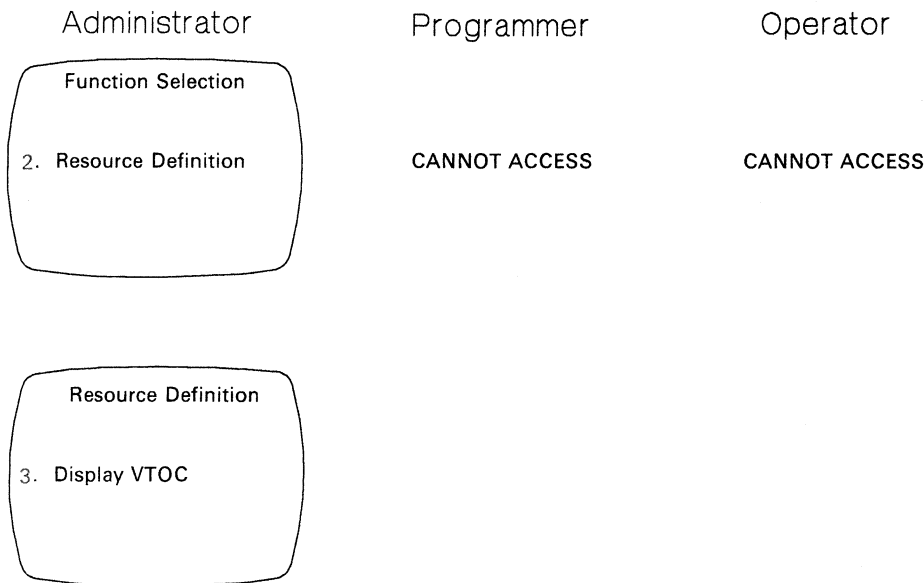 Administrator Programmer Operator
Function Selection
2. Resource Definition CANNOT ACCESS CANNOT ACCESS
Resource Definition
3. Display VTOC